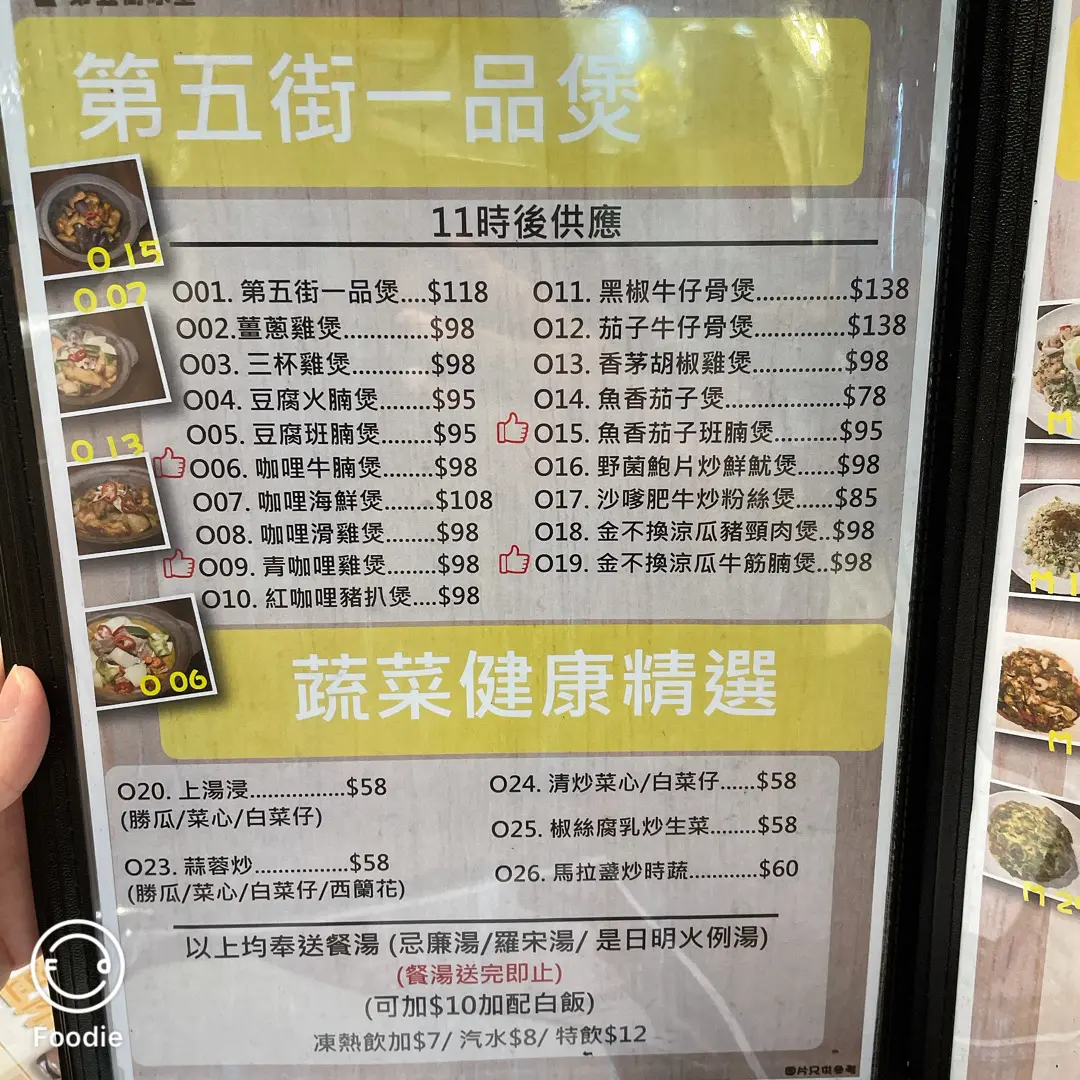 第五街一品煲
11時後供應
O 15
O 07
O01. 第五街一品煲....$118
O02.薑蔥雞煲..............$98
O03. 三杯雞煲............$98
O04. 豆腐火腩煲........$95
O05. 豆腐班腩煲........$95
O06. 咖哩牛腩煲........$98
O07. 咖哩海鮮煲........$108
O08. 咖哩滑雞煲........$98
O09. 青咖哩雞煲........$98
O10. 紅咖哩豬扒煲....$98
O11. 黑椒牛仔骨煲.............$138
O12. 茄子牛仔骨煲.............$138
O13. 香茅胡椒雞煲.............$98
O14. 魚香茄子煲................$78
O15. 魚香茄子班腩煲.........$95
O16. 野菌鮑片炒鮮魷煲......$98
O17. 沙嗲肥牛炒粉絲煲.....$85
O18. 金不換涼瓜豬頸肉煲..$98
O19. 金不換涼瓜牛筋腩煲..$98
O 13
O 06
蔬菜健康精選
O20. 上湯浸................$58
(勝瓜/菜心/白菜仔)
O23. 蒜蓉炒................$58
(勝瓜/菜心/白菜仔/西蘭花)
O24. 清炒菜心/白菜仔......$58
O25. 椒絲腐乳炒生菜........$58
O26. 馬拉盞炒時蔬............$60
以上均奉送餐湯 (忌廉湯/羅宋湯/ 是日明火例湯)
(餐湯送完即止)
(可加$10加配白飯)
凍熱飲加$7/ 汽水$8/ 特飲$12
圖片只供參考
Foodie